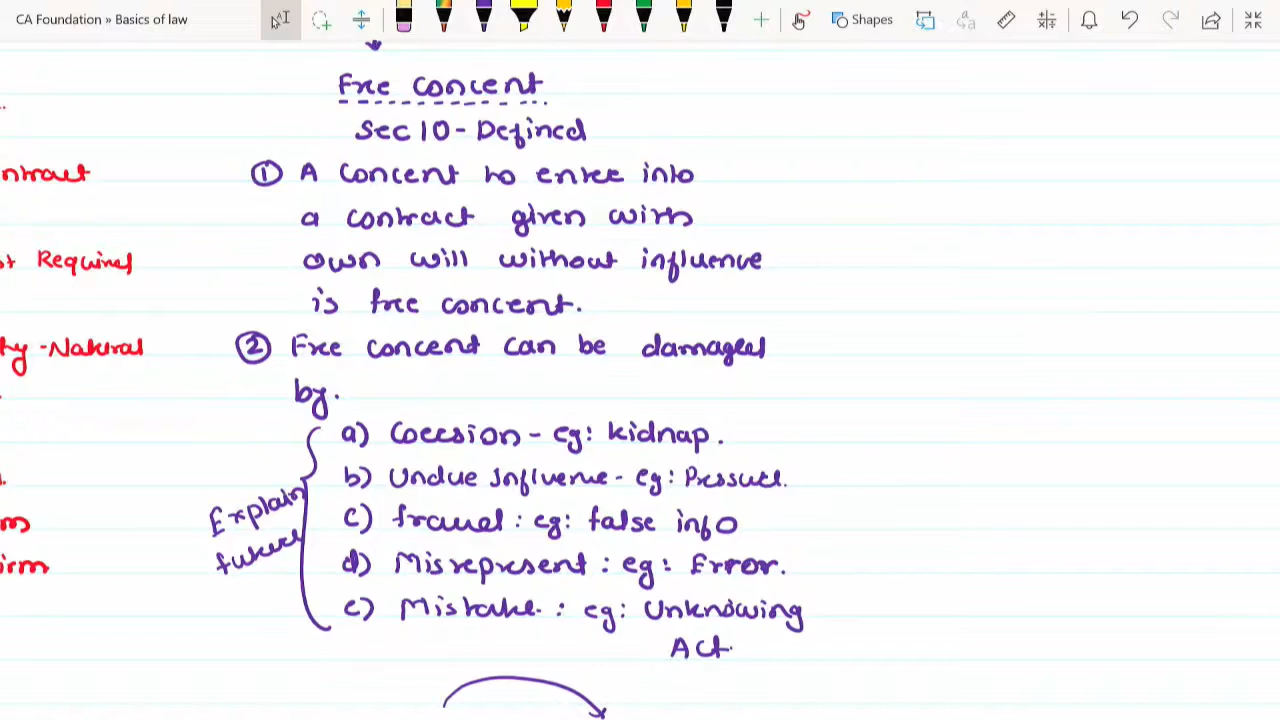 CA Foundation » Basics of law
Shapes
Free Concent
Sec 10 - Defined
① A Concent to enter into
a contract given with
own will without influence
is free concent.
② Free concent can be damaged
by.
a) Coersion - eg: kidnap.
b) Undue Influence - eg: Pressure.
c) fraud : eg: false info
d) Misrepresent : eg: Error.
e) Mistake. : eg: Unknowing
Act.
Explain
future
ntract
t Required
ty - Natural
m
irm